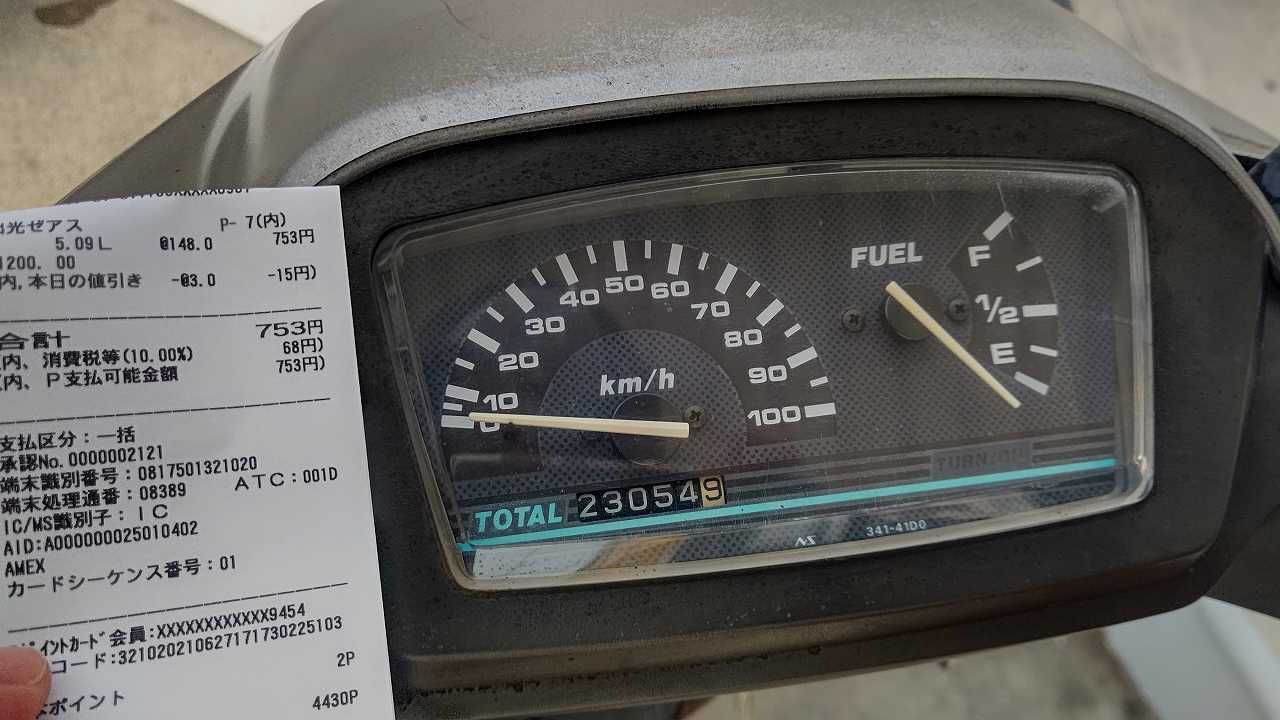 光ゼアス P- 7(内)
5.09L @148.0 753円
1200. 00
内,本日の値引き -@3.0 -15円)
合計 753円
内、消費税等(10.00%) 68円)
内、P支払可能金額 753円)
支払区分:一括
承認No.0000002121
端末識別番号:0817501321020
端末処理通番:08389 ATC:001D
IC/MS識別子:IC
AID:A000000025010402
AMEX
カードシーケンス番号:01
イントカード会員:XXXXXXXXXXXX9454
コード:321020210627171730225103
2P
ポイント 4430P
0
10
20
30
40
50
60
70
80
90
100
km/h
FUEL
F
1/2
E
TURN/OIL
TOTAL 230549
NS 341-41D0